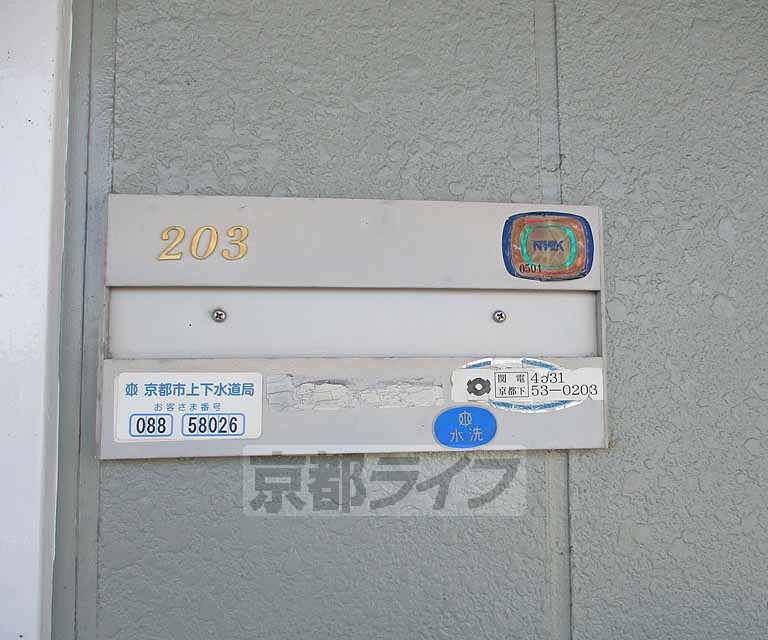 203
NHK
0501
京都市上下水道局
お客さま番号
088 58026
関電
京都下
4931
53-0203
水洗
京都ライフ